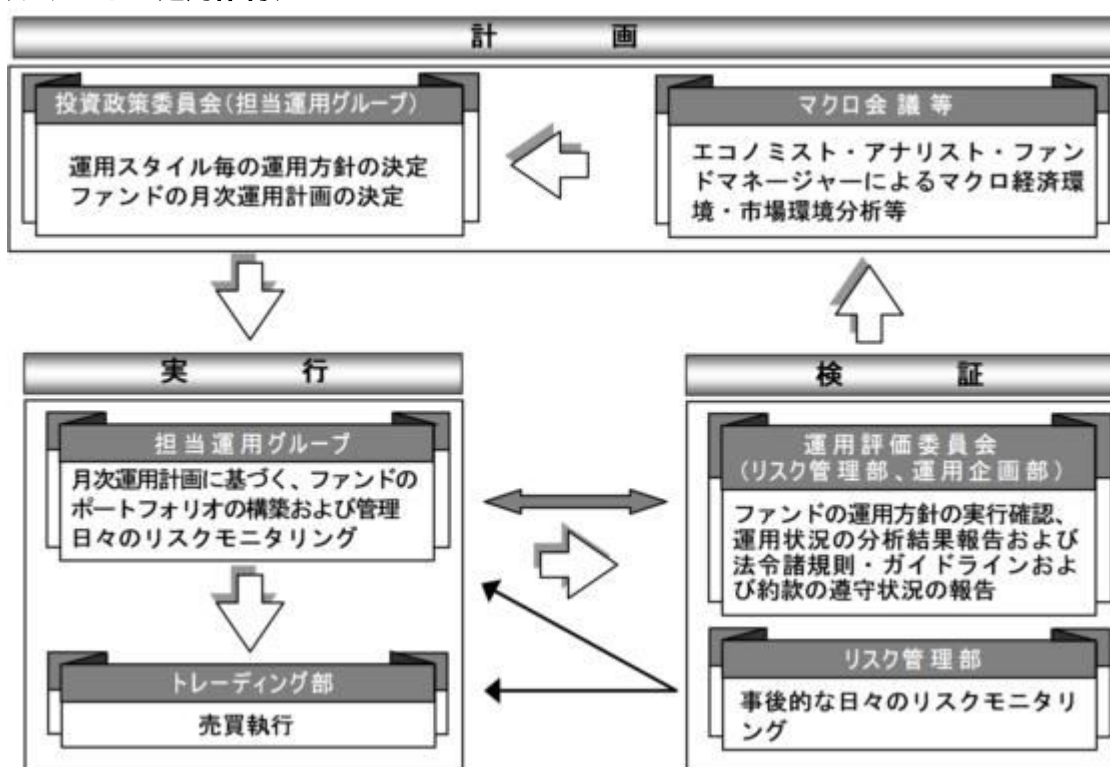 計 画
投資政策委員会(担当運用グループ)
運用スタイル毎の運用方針の決定
ファンドの月次運用計画の決定
マクロ会議等
エコノミスト・アナリスト・ファン
ドマネージャーによるマクロ経済環
境・市場環境分析等
実 行
担当運用グループ
月次運用計画に基づく、ファンドの
ポートフォリオの構築および管理
日々のリスクモニタリング
トレーディング部
売買執行
検 証
運用評価委員会
(リスク管理部、運用企画部)
ファンドの運用方針の実行確認、
運用状況の分析結果報告および
法令諸規則・ガイドラインおよ
び約款の遵守状況の報告
リスク管理部
事後的な日々のリスクモニタリ
ング